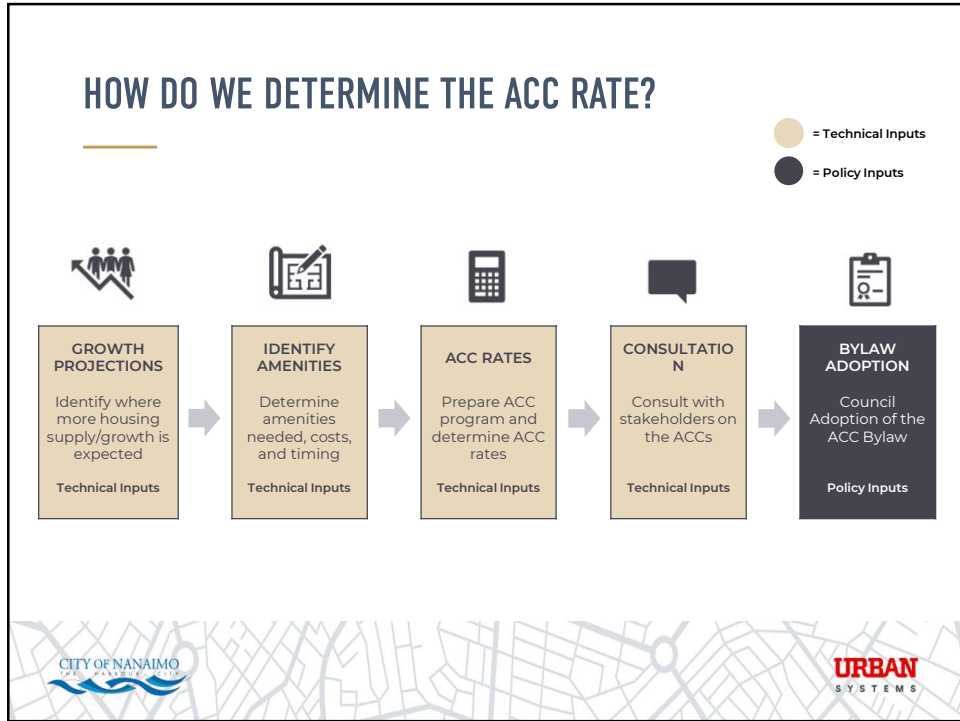 HOW DO WE DETERMINE THE ACC RATE?
= Technical Inputs
= Policy Inputs
GROWTH
PROJECTIONS
Identify where
more housing
supply/growth is
expected
Technical Inputs
IDENTIFY
AMENITIES
Determine
amenities
needed, costs,
and timing
Technical Inputs
ACC RATES
Prepare ACC
program and
determine ACC
rates
Technical Inputs
CONSULTATIO
N
Consult with
stakeholders on
the ACCs
Technical Inputs
BYLAW
ADOPTION
Council
Adoption of the
ACC Bylaw
Policy Inputs
CITY OF NANAIMO
THE HARBOUR CITY
URBAN
SYSTEMS